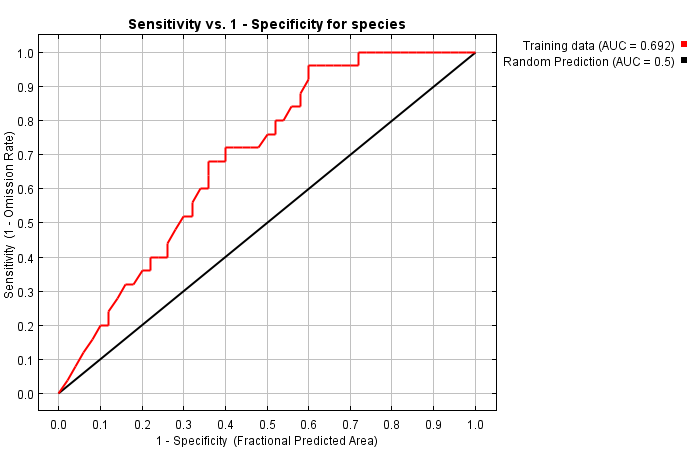 Sensitivity vs. 1 - Specificity for species
Training data (AUC = 0.692)
Random Prediction (AUC = 0.5)
Sensitivity (1 - Omission Rate)
1.0
0.9
0.8
0.7
0.6
0.5
0.4
0.3
0.2
0.1
0.0
0.0 0.1 0.2 0.3 0.4 0.5 0.6 0.7 0.8 0.9 1.0
1 - Specificity (Fractional Predicted Area)